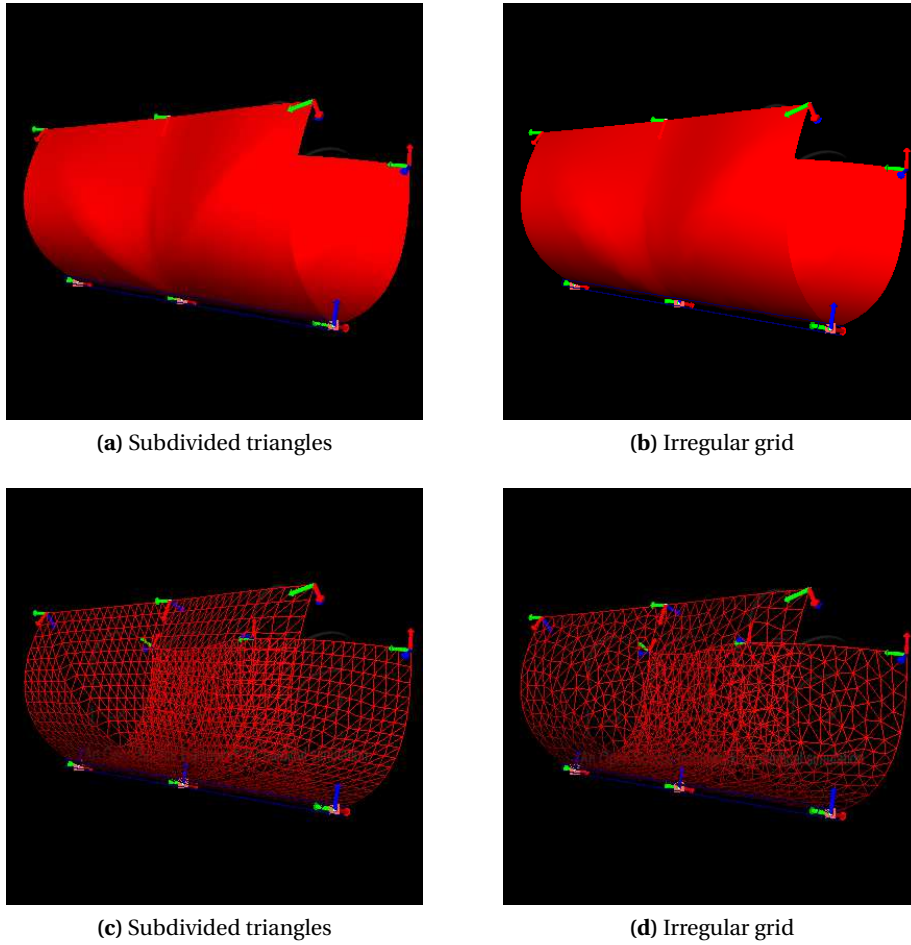 (a) Subdivided triangles
(b) Irregular grid
(c) Subdivided triangles
(d) Irregular grid